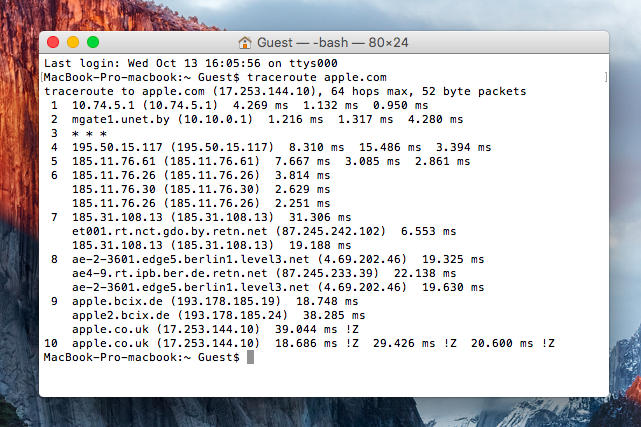 Guest — -bash — 80×24
Last login: Wed Oct 13 16:05:56 on ttys000
[MacBook-Pro-macbook:~ Guest$ traceroute apple.com ]
traceroute to apple.com (17.253.144.10), 64 hops max, 52 byte packets
 1  10.74.5.1 (10.74.5.1)  4.269 ms  1.132 ms  0.950 ms
 2  mgate1.unet.by (10.10.0.1)  1.216 ms  1.317 ms  4.280 ms
 3  * * *
 4  195.50.15.117 (195.50.15.117)  8.310 ms  15.486 ms  3.394 ms
 5  185.11.76.61 (185.11.76.61)  7.667 ms  3.085 ms  2.861 ms
 6  185.11.76.26 (185.11.76.26)  3.814 ms
    185.11.76.30 (185.11.76.30)  2.629 ms
    185.11.76.26 (185.11.76.26)  2.251 ms
 7  185.31.108.13 (185.31.108.13)  31.306 ms
    et001.rt.nct.gdo.by.retn.net (87.245.242.102)  6.553 ms
    185.31.108.13 (185.31.108.13)  19.188 ms
 8  ae-2-3601.edge5.berlin1.level3.net (4.69.202.46)  19.325 ms
    ae4-9.rt.ipb.ber.de.retn.net (87.245.233.39)  22.138 ms
    ae-2-3601.edge5.berlin1.level3.net (4.69.202.46)  19.630 ms
 9  apple.bcix.de (193.178.185.19)  18.748 ms
    apple2.bcix.de (193.178.185.24)  38.285 ms
    apple.co.uk (17.253.144.10)  39.044 ms !Z
10  apple.co.uk (17.253.144.10)  18.686 ms !Z  29.426 ms !Z  20.600 ms !Z
MacBook-Pro-macbook:~ Guest$